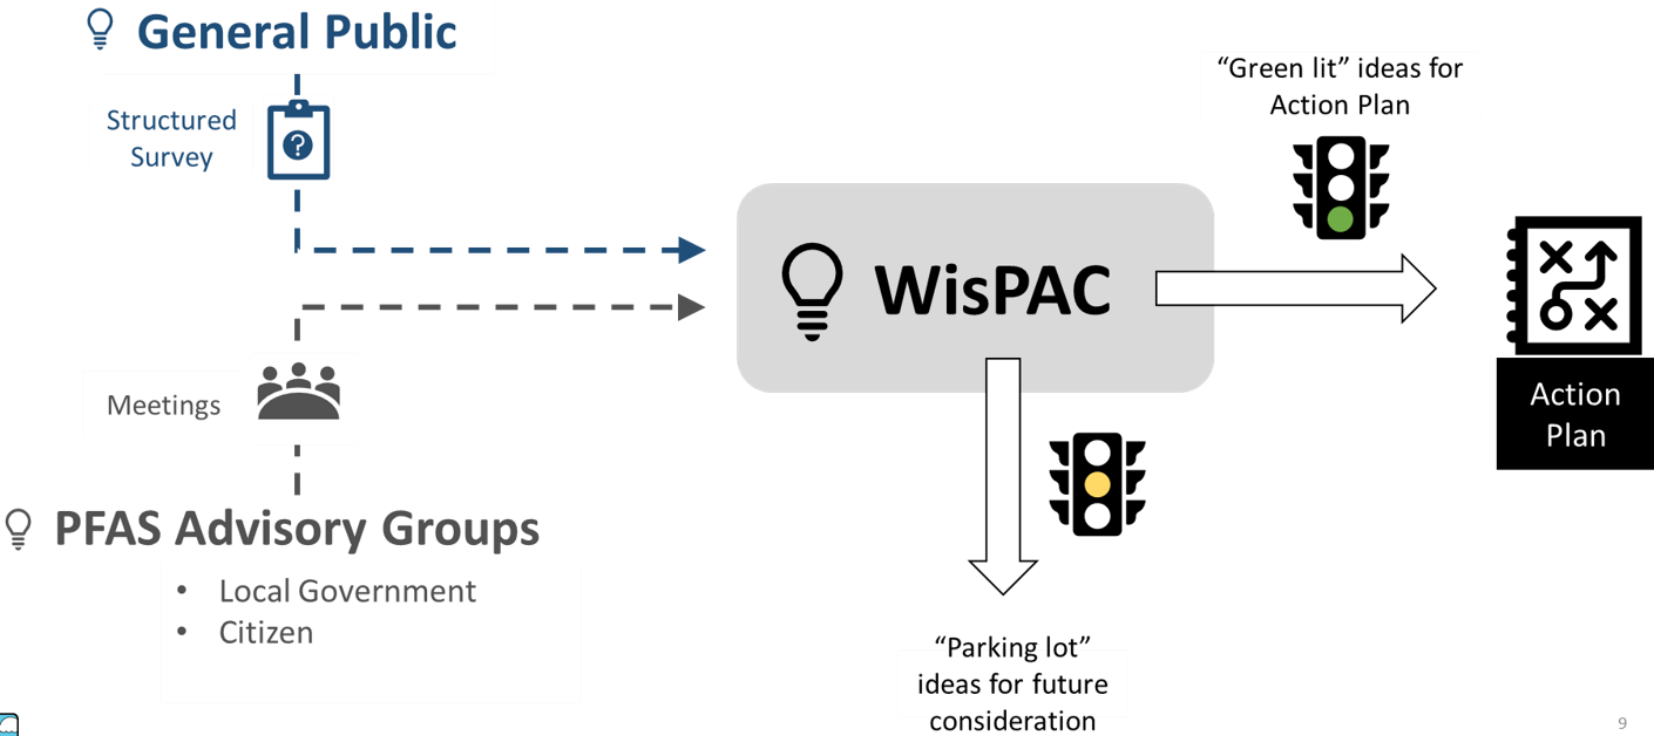 General Public
Structured
Survey
“Green lit” ideas for
Action Plan
WisPAC
Meetings
Action
Plan
PFAS Advisory Groups
• Local Government
• Citizen
“Parking lot”
ideas for future
consideration
9